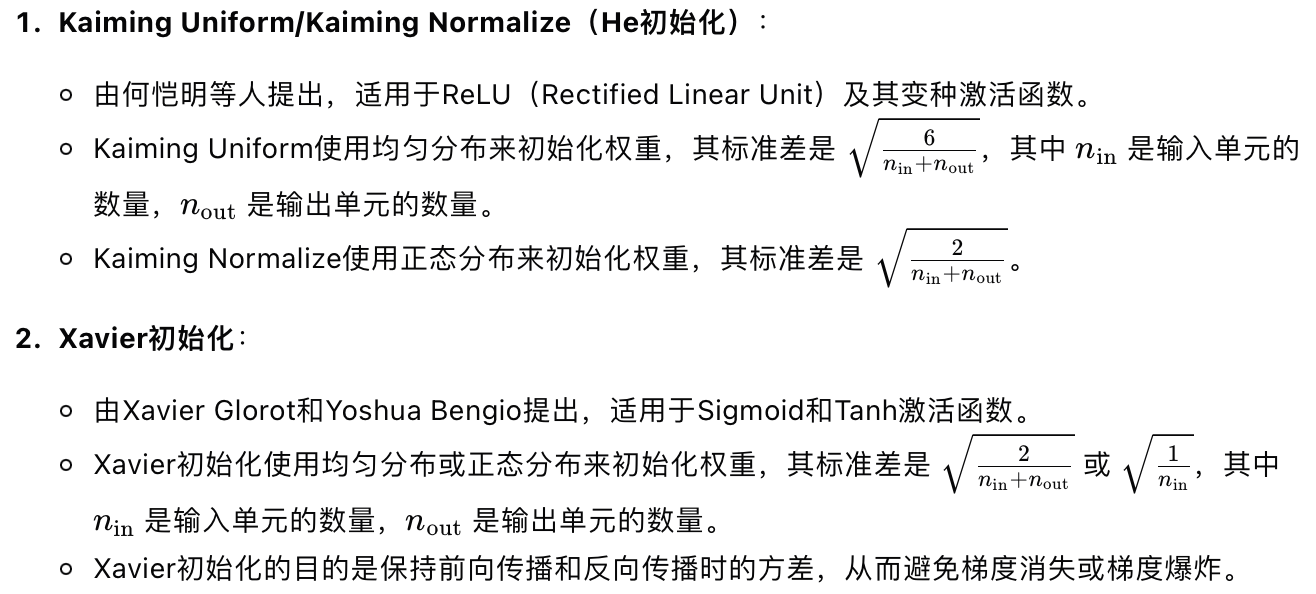 1. Kaiming Uniform/Kaiming Normalize（He初始化）：
由何恺明等人提出，适用于ReLU（Rectified Linear Unit）及其变种激活函数。
Kaiming Uniform使用均匀分布来初始化权重，其标准差是 $\sqrt{\frac{6}{n_{\text{in}}+n_{\text{out}}}}$，其中 $n_{\text{in}}$ 是输入单元的
数量，$n_{\text{out}}$ 是输出单元的数量。
Kaiming Normalize使用正态分布来初始化权重，其标准差是 $\sqrt{\frac{2}{n_{\text{in}}+n_{\text{out}}}}$。
2. Xavier初始化：
由Xavier Glorot和Yoshua Bengio提出，适用于Sigmoid和Tanh激活函数。
Xavier初始化使用均匀分布或正态分布来初始化权重，其标准差是 $\sqrt{\frac{2}{n_{\text{in}}+n_{\text{out}}}}$ 或 $\sqrt{\frac{1}{n_{\text{in}}}}$，其中
$n_{\text{in}}$ 是输入单元的数量，$n_{\text{out}}$ 是输出单元的数量。
Xavier初始化的目的是保持前向传播和反向传播时的方差，从而避免梯度消失或梯度爆炸。